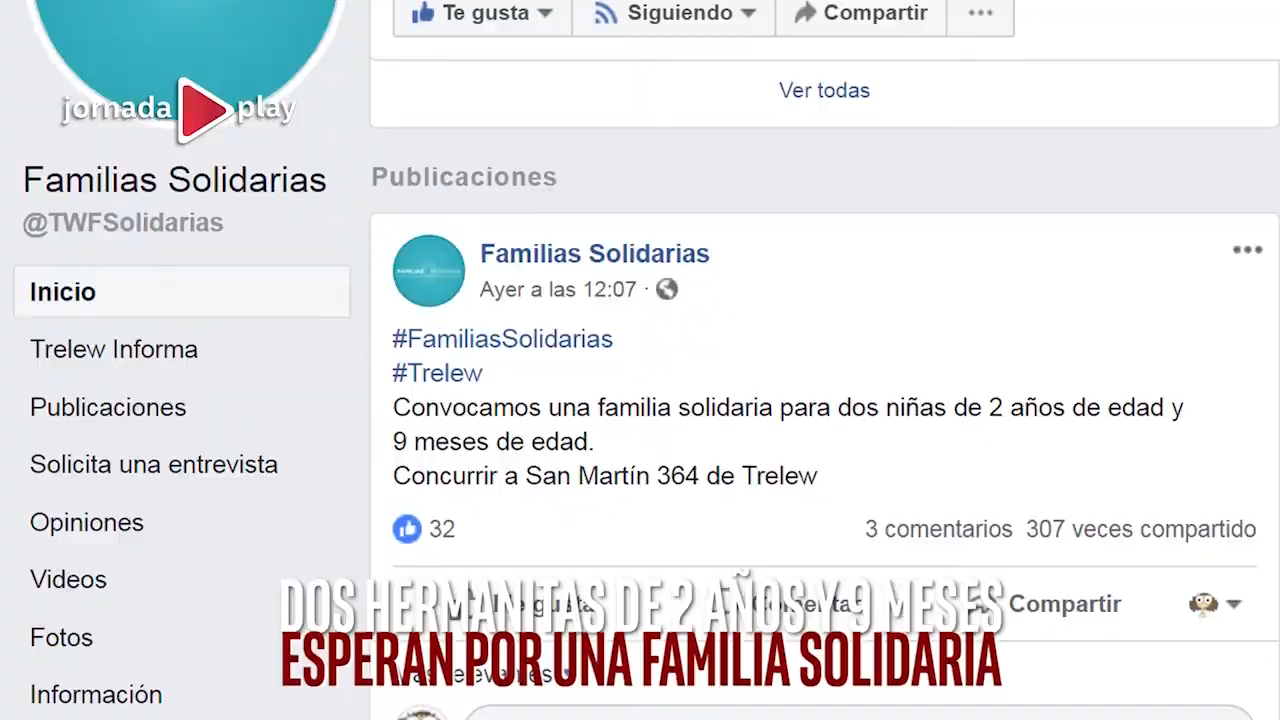 Te gusta
Siguiendo
Compartir
Ver todas
jornada play
Familias Solidarias
@TWFSolidarias
Inicio
Trelew Informa
Publicaciones
Solicita una entrevista
Opiniones
Videos
Fotos
Información
Publicaciones
Familias Solidarias
Ayer a las 12:07 ·
#FamiliasSolidarias
#Trelew
Convocamos una familia solidaria para dos niñas de 2 años de edad y
9 meses de edad.
Concurrir a San Martín 364 de Trelew
32
3 comentarios 307 veces compartido
Me gusta
Comentar
Compartir
DOS HERMANITAS DE 2 AÑOS Y 9 MESES
ESPERAN POR UNA FAMILIA SOLIDARIA